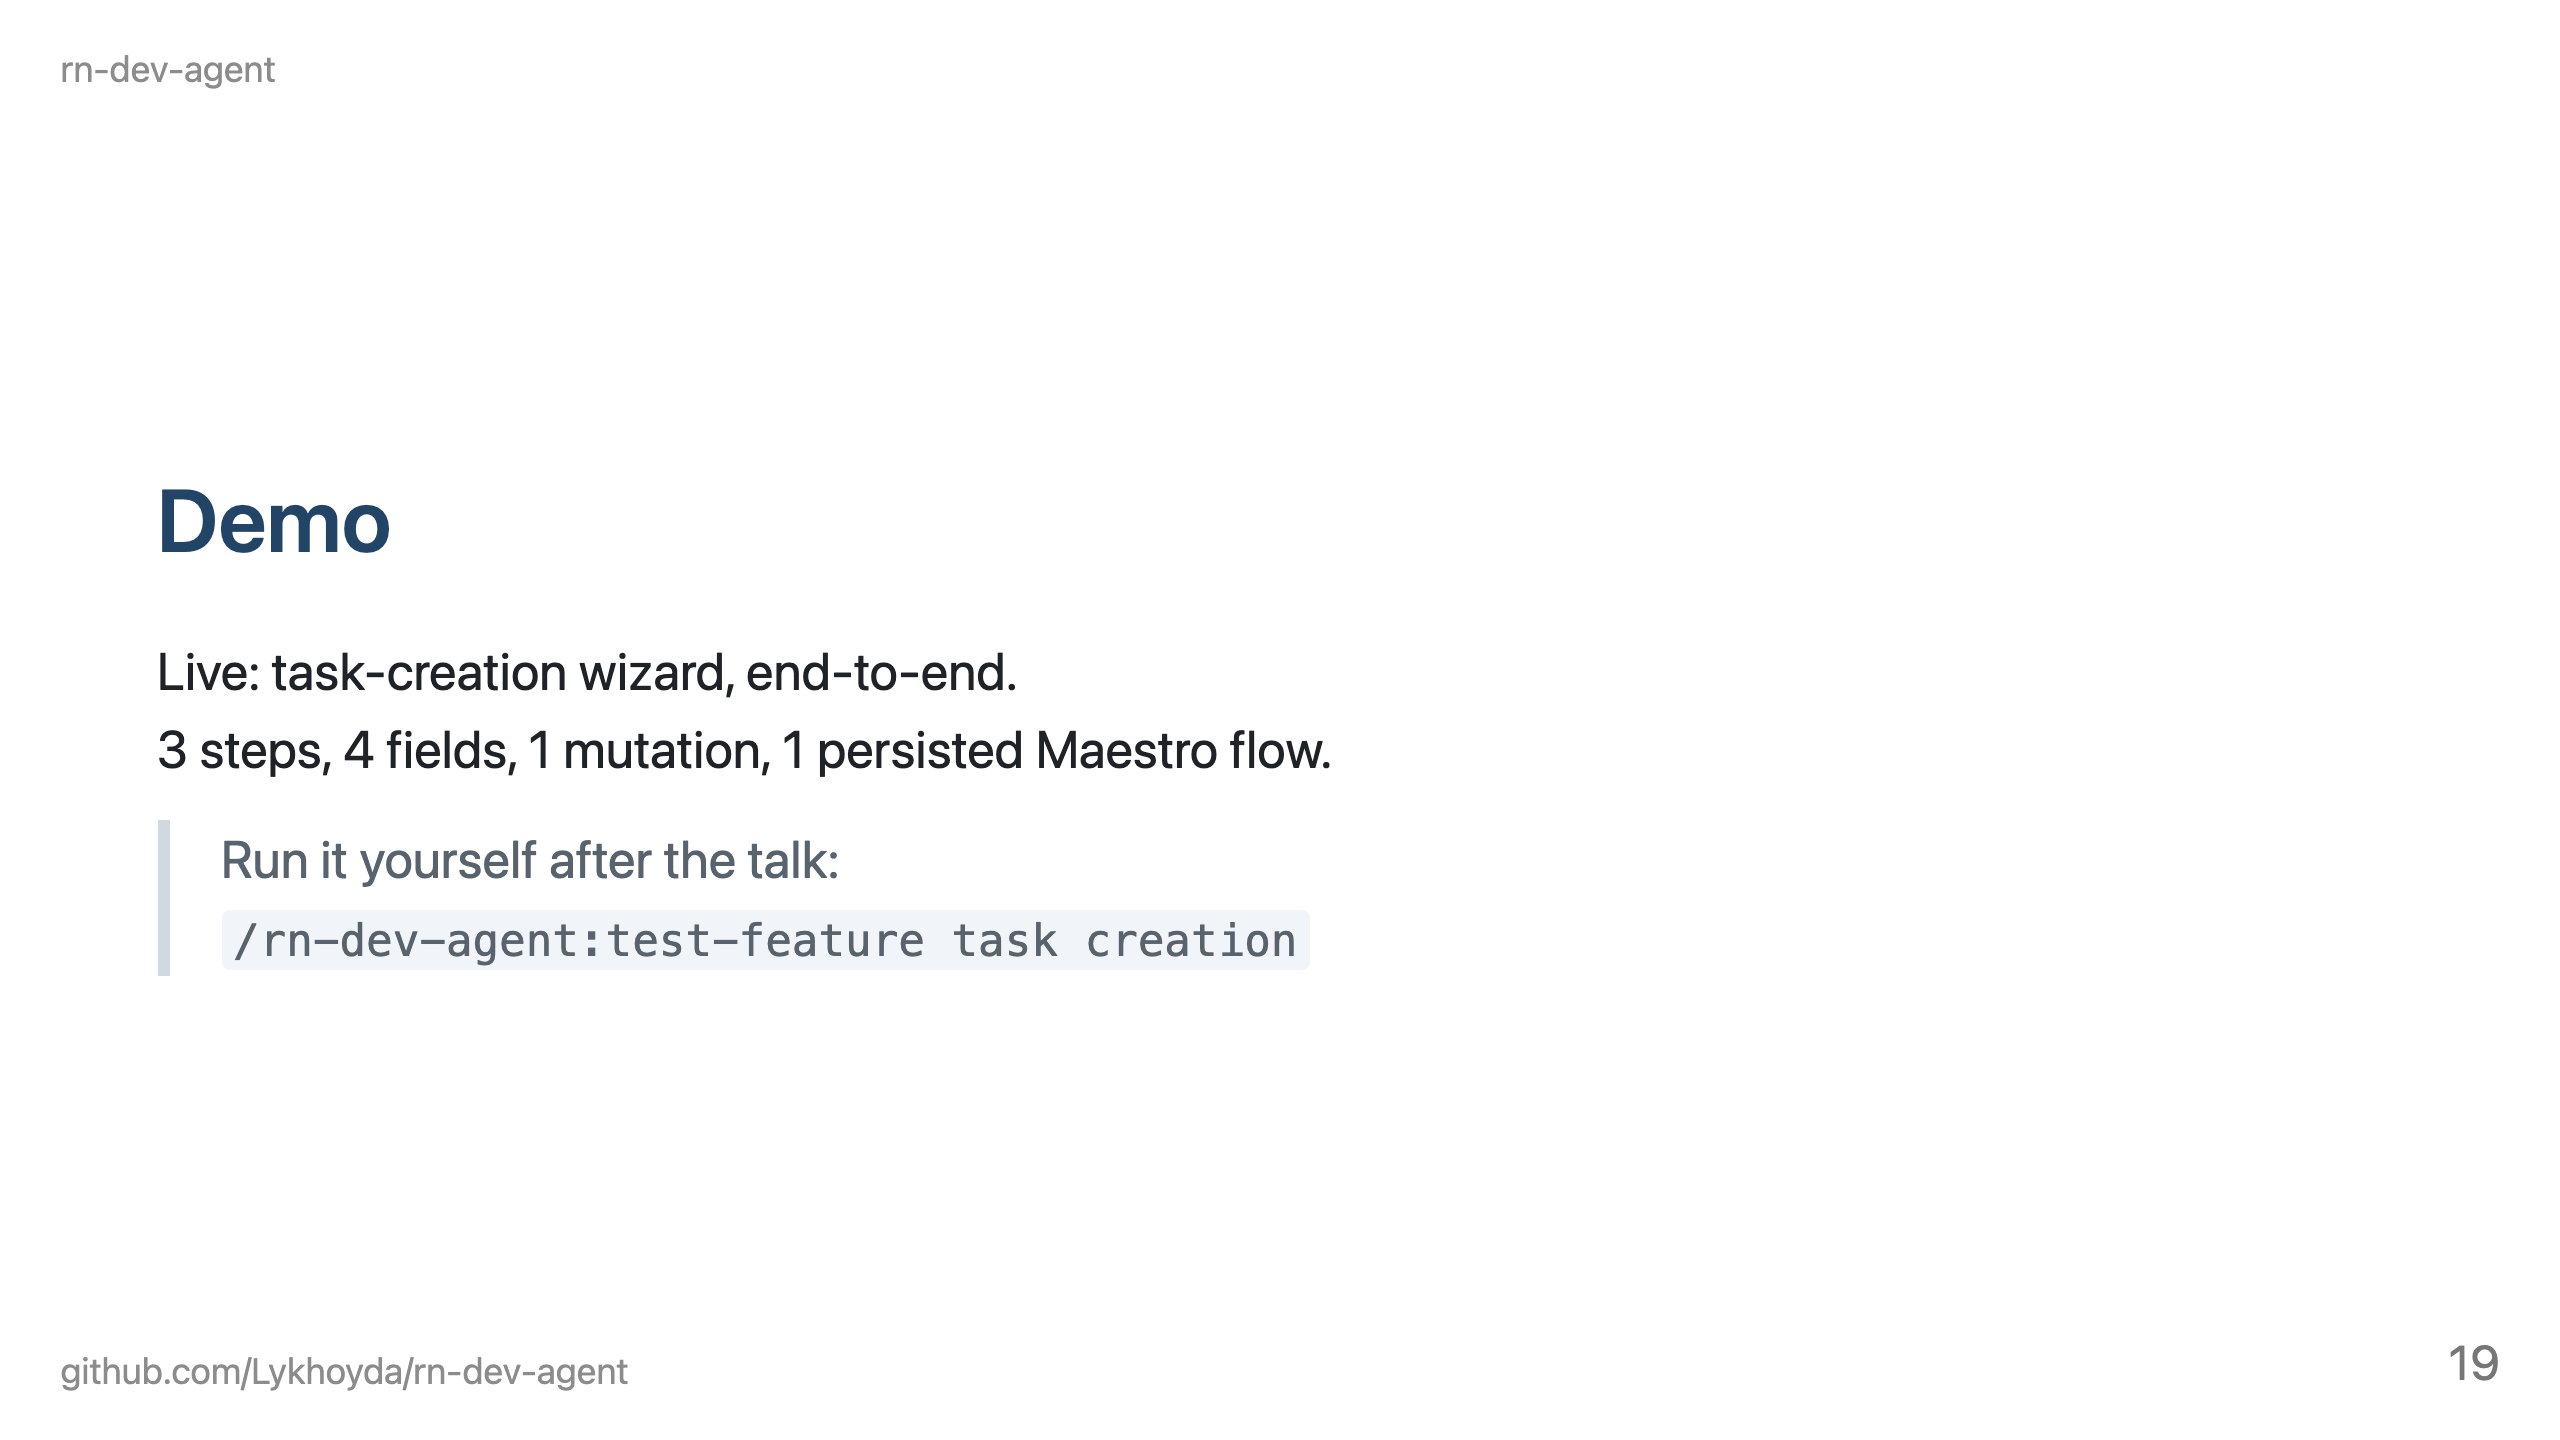 rn-dev-agent
Demo
Live: task-creation wizard, end-to-end.
3 steps, 4 fields, 1 mutation, 1 persisted Maestro flow.
Run it yourself after the talk:
/rn-dev-agent:test-feature task creation
github.com/Lykhoyda/rn-dev-agent
19